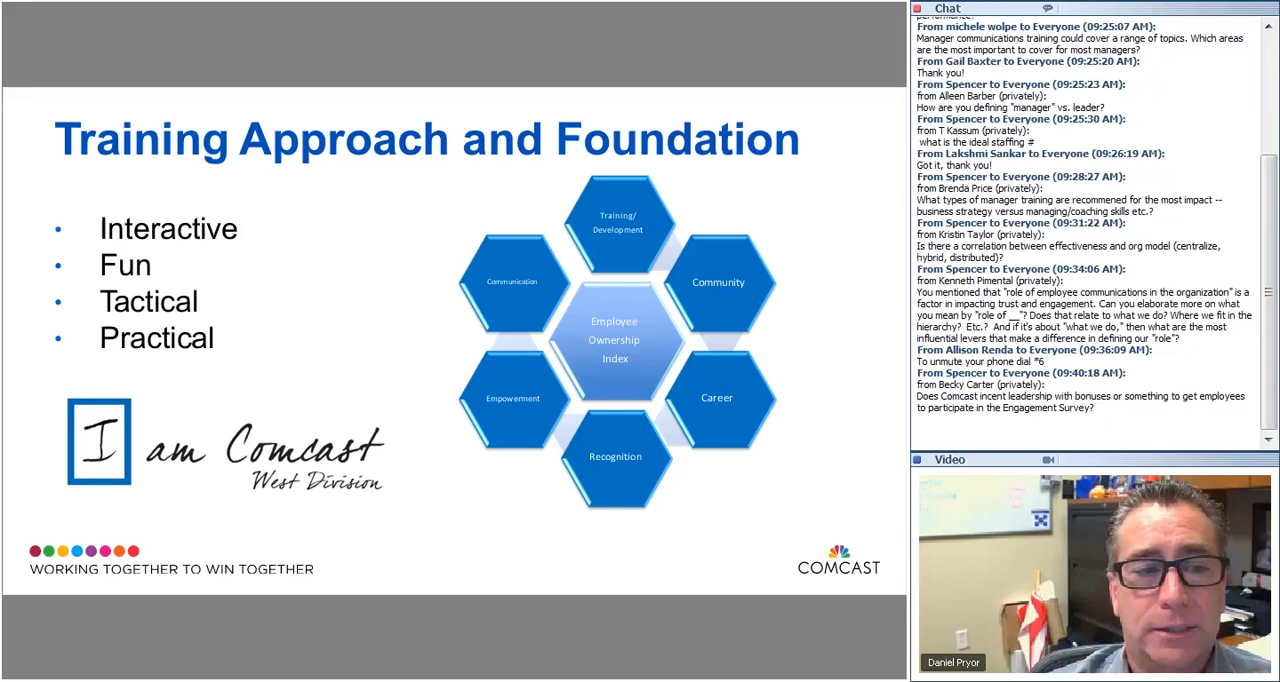 Training Approach and Foundation
• Interactive
• Fun
• Tactical
• Practical
I am Comcast
West Division
Training/
Development
Communication
Community
Employee
Ownership
Index
Empowerment
Career
Recognition
WORKING TOGETHER TO WIN TOGETHER
COMCAST
Chat
performance?
From michele wolpe to Everyone (09:25:07 AM):
Manager communications training could cover a range of topics. Which areas
are the most important to cover for most managers?
From Gail Baxter to Everyone (09:25:20 AM):
Thank you!
From Spencer to Everyone (09:25:23 AM):
from Alleen Barber (privately):
How are you defining "manager" vs. leader?
From Spencer to Everyone (09:25:30 AM):
from T Kassum (privately):
what is the ideal staffing #
From Lakshmi Sankar to Everyone (09:26:19 AM):
Got it, thank you!
From Spencer to Everyone (09:28:27 AM):
from Brenda Price (privately):
What types of manager training are recommened for the most impact --
business strategy versus managing/coaching skills etc.?
From Spencer to Everyone (09:31:22 AM):
from Kristin Taylor (privately):
Is there a correlation between effectiveness and org model (centralize,
hybrid, distributed)?
From Spencer to Everyone (09:34:06 AM):
from Kenneth Pimental (privately):
You mentioned that "role of employee communications in the organization" is a
factor in impacting trust and engagement. Can you elaborate more on what
you mean by "role of __"? Does that relate to what we do? Where we fit in the
hierarchy? Etc.? And if it's about "what we do," then what are the most
influential levers that make a difference in defining our "role"?
From Allison Renda to Everyone (09:36:09 AM):
To unmute your phone dial *6
From Spencer to Everyone (09:40:18 AM):
from Becky Carter (privately):
Does Comcast incent leadership with bonuses or something to get employees
to participate in the Engagement Survey?
Video
Daniel Pryor